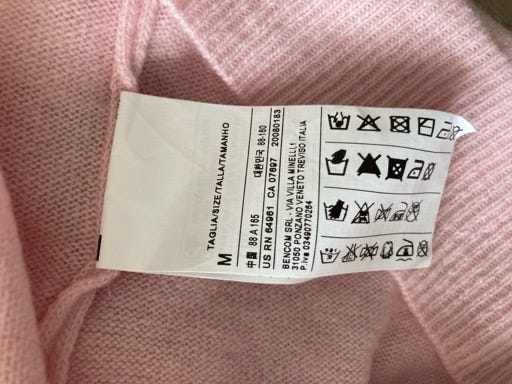 TAGLIA/SIZE/TALLA/TAMANHO
M
中国 88 A 165 대한민국 88-160
US RN 64961 CA 07697 20080183
BENCOM SRL - VIA VILLA MINELLI,1
31050 PONZANO VENETO TREVISO ITALIA
P.iva 03490770264